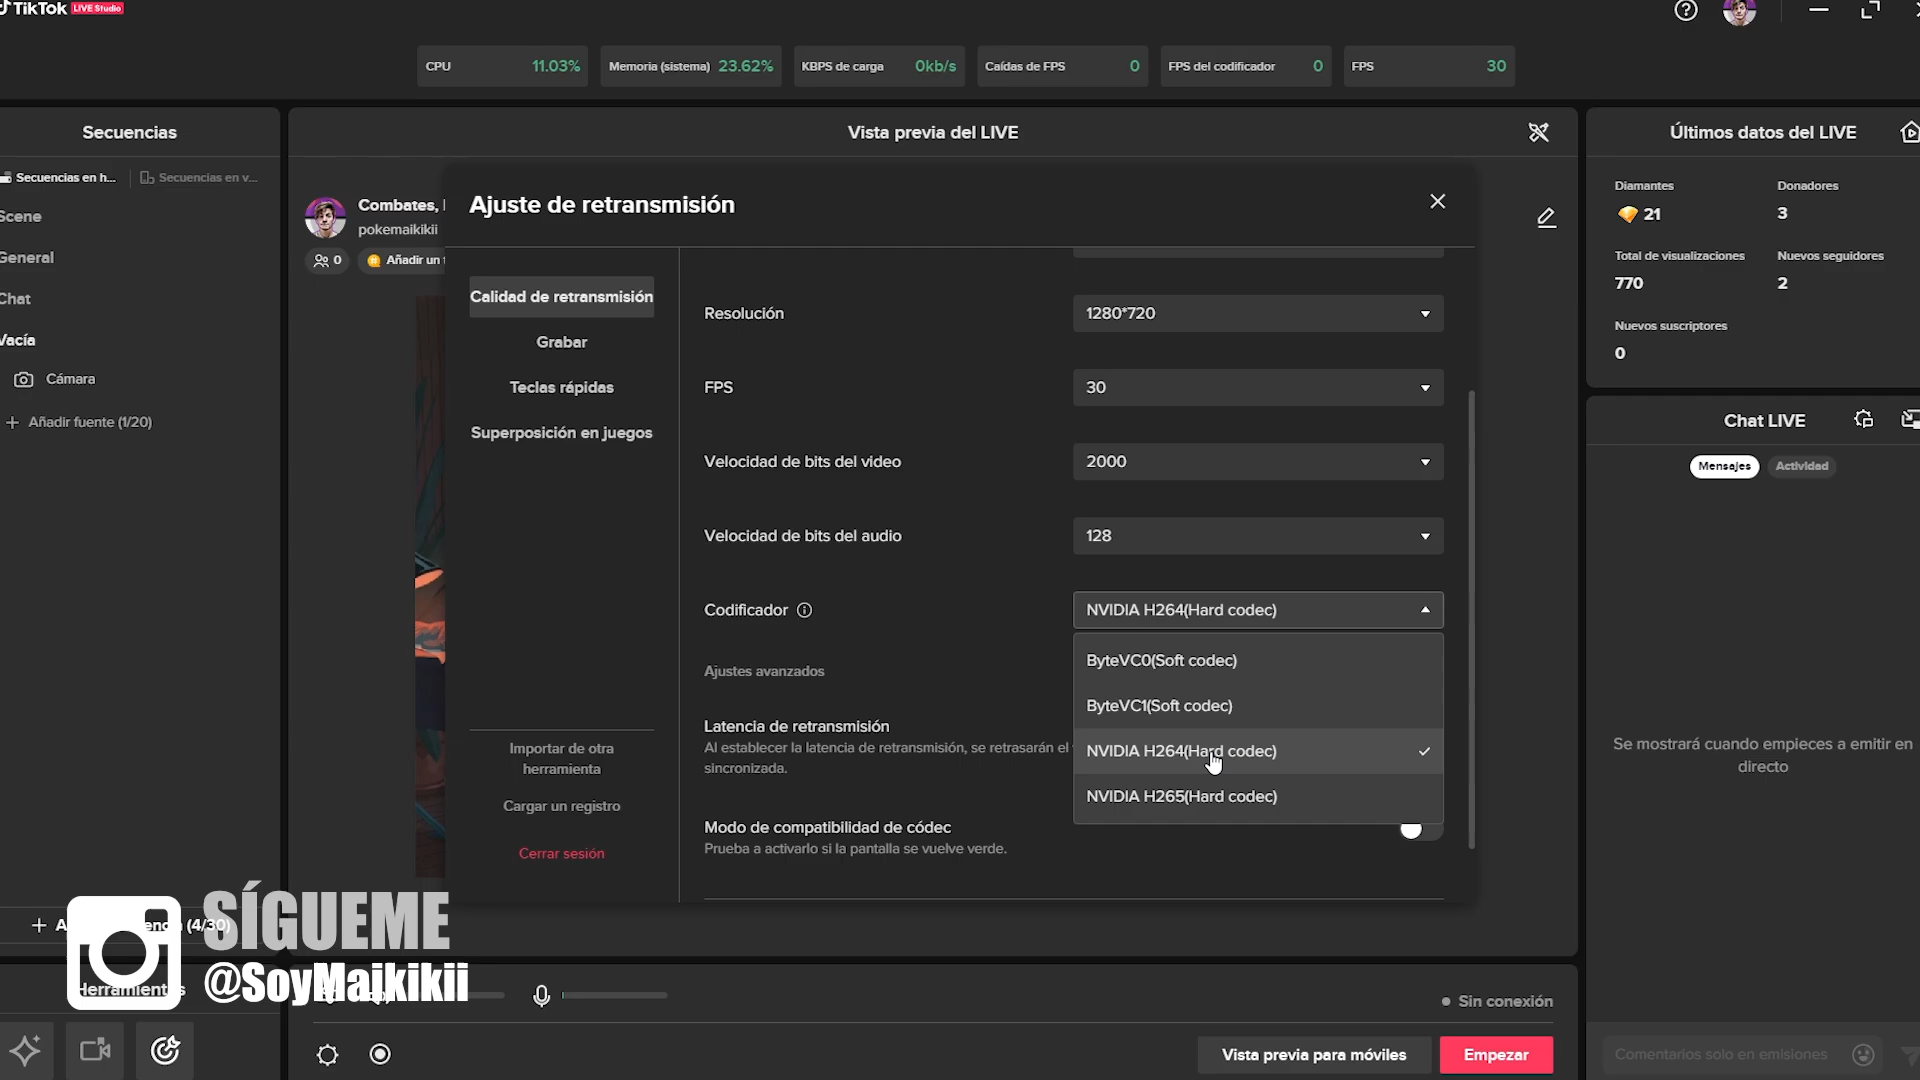 TikTok LIVE Studio
CPU 11.03%
Memoria (sistema) 23.62%
KBPS de carga 0kb/s
Caídas de FPS 0
FPS del codificador 0
FPS 30
Secuencias
Secuencias en h...
Secuencias en v...
Scene
General
Chat
Vacía
Cámara
Añadir fuente (1/20)
(4/30)
Herramientas
Vista previa del LIVE
Combates,
pokemaikikii
0
Añadir un
Ajuste de retransmisión
Calidad de retransmisión
Grabar
Teclas rápidas
Superposición en juegos
Importar de otra
herramienta
Cargar un registro
Cerrar sesión
Resolución 1280*720
FPS 30
Velocidad de bits del video 2000
Velocidad de bits del audio 128
Codificador NVIDIA H264(Hard codec)
ByteVC0(Soft codec)
ByteVC1(Soft codec)
NVIDIA H264(Hard codec)
NVIDIA H265(Hard codec)
Ajustes avanzados
Latencia de retransmisión
Al establecer la latencia de retransmisión, se retrasarán el
sincronizada.
Modo de compatibilidad de códec
Prueba a activarlo si la pantalla se vuelve verde.
SÍGUEME
@SoyMaikikii
Sin conexión
Vista previa para móviles
Empezar
Últimos datos del LIVE
Diamantes
21
Donadores
3
Total de visualizaciones
770
Nuevos seguidores
2
Nuevos suscriptores
0
Chat LIVE
Mensajes
Actividad
Se mostrará cuando empieces a emitir en
directo
Comentarios solo en emisiones